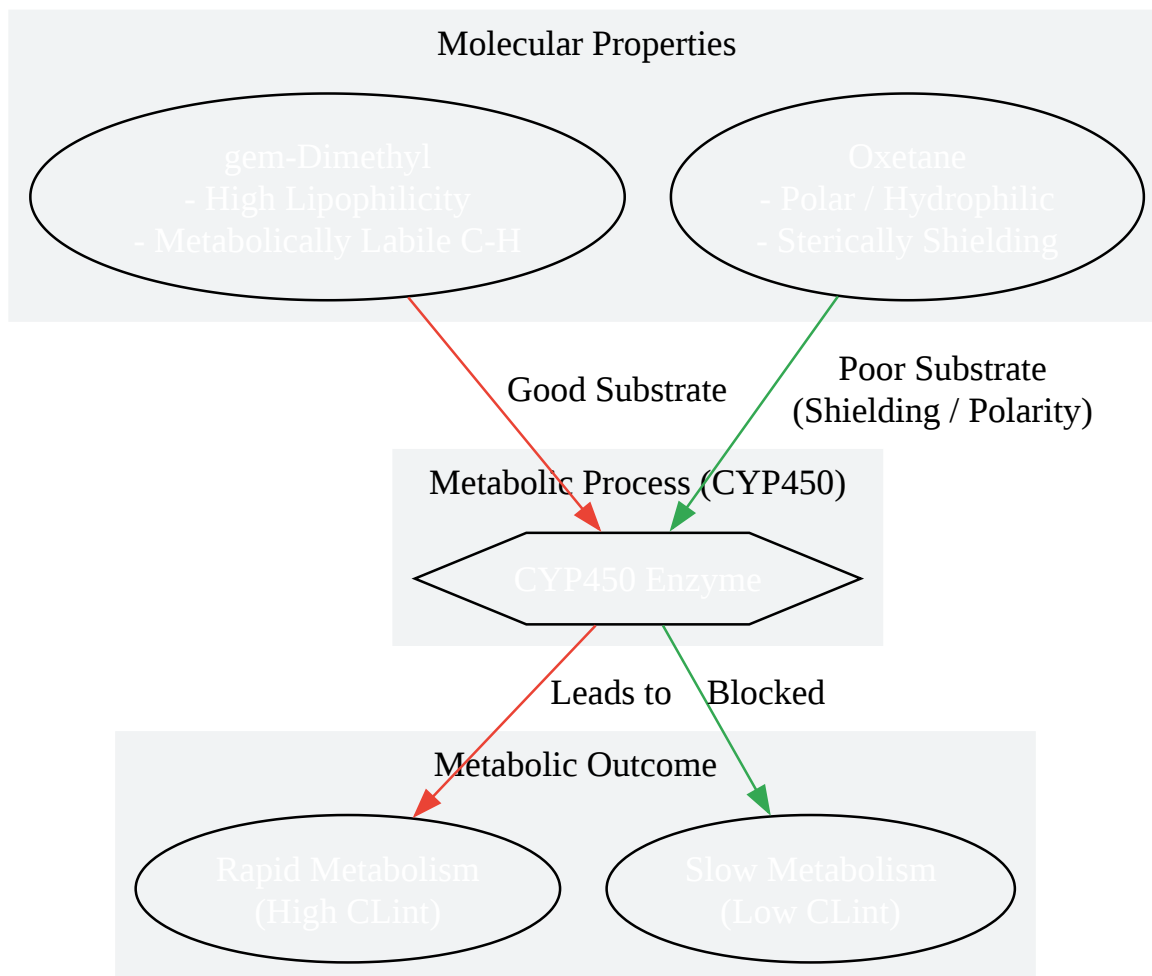 Molecular Properties
gem-Dimethyl
- High Lipophilicity
- Metabolically Labile C-H
Oxetane
- Polar / Hydrophilic
- Sterically Shielding
Good Substrate
Poor Substrate
(Shielding / Polarity)
Metabolic Process (CYP450)
CYP450 Enzyme
Leads to
Blocked
Metabolic Outcome
Rapid Metabolism
(High CLint)
Slow Metabolism
(Low CLint)